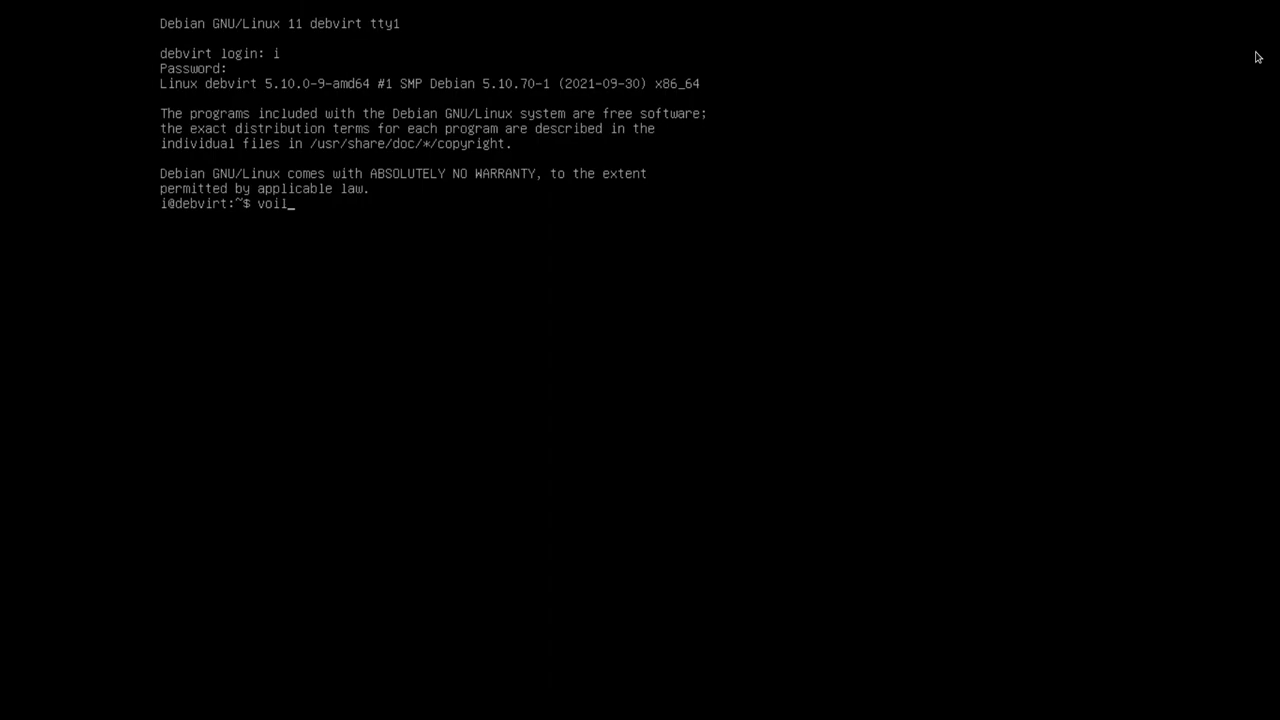 Debian GNU/Linux 11 debvirt tty1
debvirt login: i
Password:
Linux debvirt 5.10.0-9-amd64 #1 SMP Debian 5.10.70-1 (2021-09-30) x86_64
The programs included with the Debian GNU/Linux system are free software;
the exact distribution terms for each program are described in the
individual files in /usr/share/doc/*/copyright.
Debian GNU/Linux comes with ABSOLUTELY NO WARRANTY, to the extent
permitted by applicable law.
i@debvirt:~$ voil_